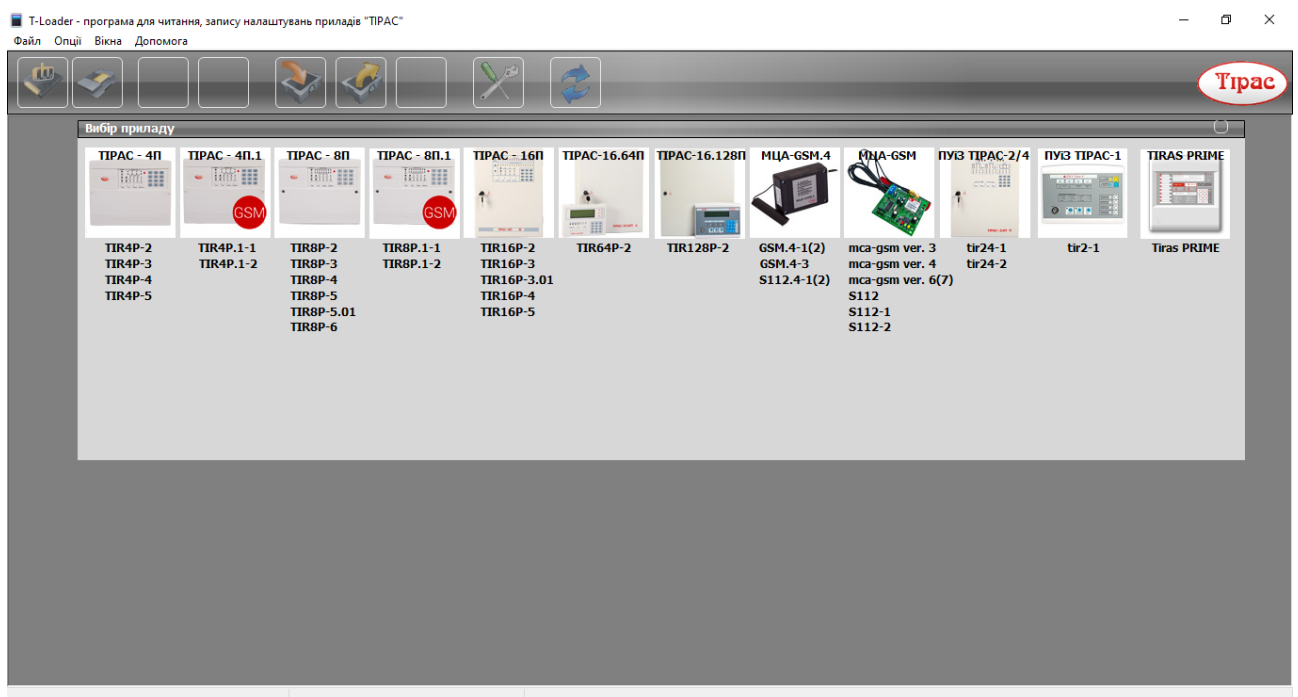 T-Loader - програма для читання, запису налаштувань приладів "ТІРАС"
Файл Опції Вікна Допомога
Тірас
Вибір приладу
ТІРАС - 4П ТІРАС - 4П.1 ТІРАС - 8П ТІРАС - 8П.1 ТІРАС - 16П ТІРАС-16.64П ТІРАС-16.128П МЦА-GSM.4 МЦА-GSM ПУіЗ ТІРАС-2/4 ПУіЗ ТІРАС-1 TIRAS PRIME
GSM GSM
TIR4P-2 TIR4P.1-1 TIR8P-2 TIR8P.1-1 TIR16P-2 TIR64P-2 TIR128P-2 GSM.4-1(2) mca-gsm ver. 3 tir24-1 tir2-1 Tiras PRIME
TIR4P-3 TIR4P.1-2 TIR8P-3 TIR8P.1-2 TIR16P-3 GSM.4-3 mca-gsm ver. 4 tir24-2
TIR4P-4 TIR8P-4 TIR16P-3.01 S112.4-1(2) mca-gsm ver. 6(7)
TIR4P-5 TIR8P-5 TIR16P-4 S112
TIR8P-5.01 TIR16P-5 S112-1
TIR8P-6 S112-2